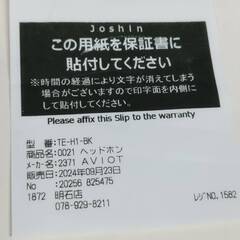 Joshin
この用紙を保証書に
貼付してください
※時間の経過により文字が消えてしまう
場合がございますので印字面を内側に
して貼付してください
Please affix this Slip to the warranty
型 番:TE-H1-BK
商品名:0021 ヘッドホン
メーカー名:2371 AVIOT
販売日:2024年09月23日
No :20256 825475
1872 明石店 レジNO.1582
078-929-8211